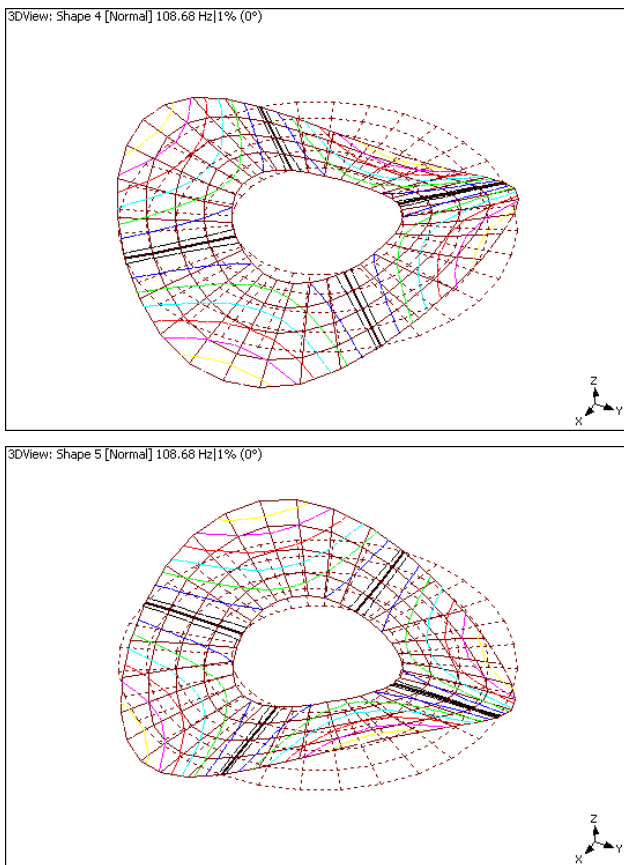 3DView: Shape 4 [Normal] 108.68 Hz|1% (0°)
Z
X
Y
3DView: Shape 5 [Normal] 108.68 Hz|1% (0°)
Z
X
Y